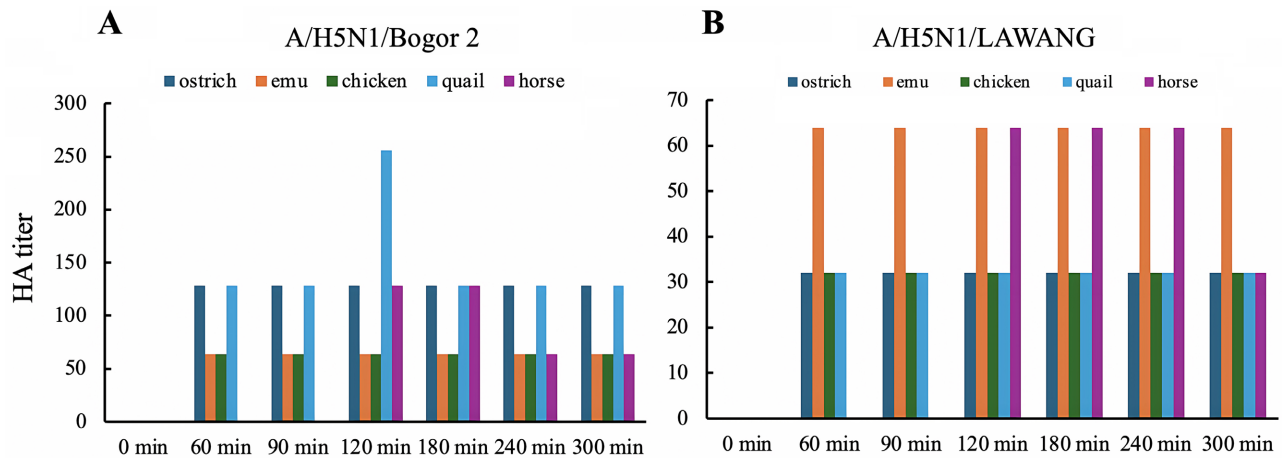 A
A/H5N1/Bogor 2
ostrich emu chicken quail horse
HA titer
300
250
200
150
100
50
0
0 min 60 min 90 min 120 min 180 min 240 min 300 min
B
A/H5N1/LAWANG
ostrich emu chicken quail horse
70
60
50
40
30
20
10
0
0 min 60 min 90 min 120 min 180 min 240 min 300 min